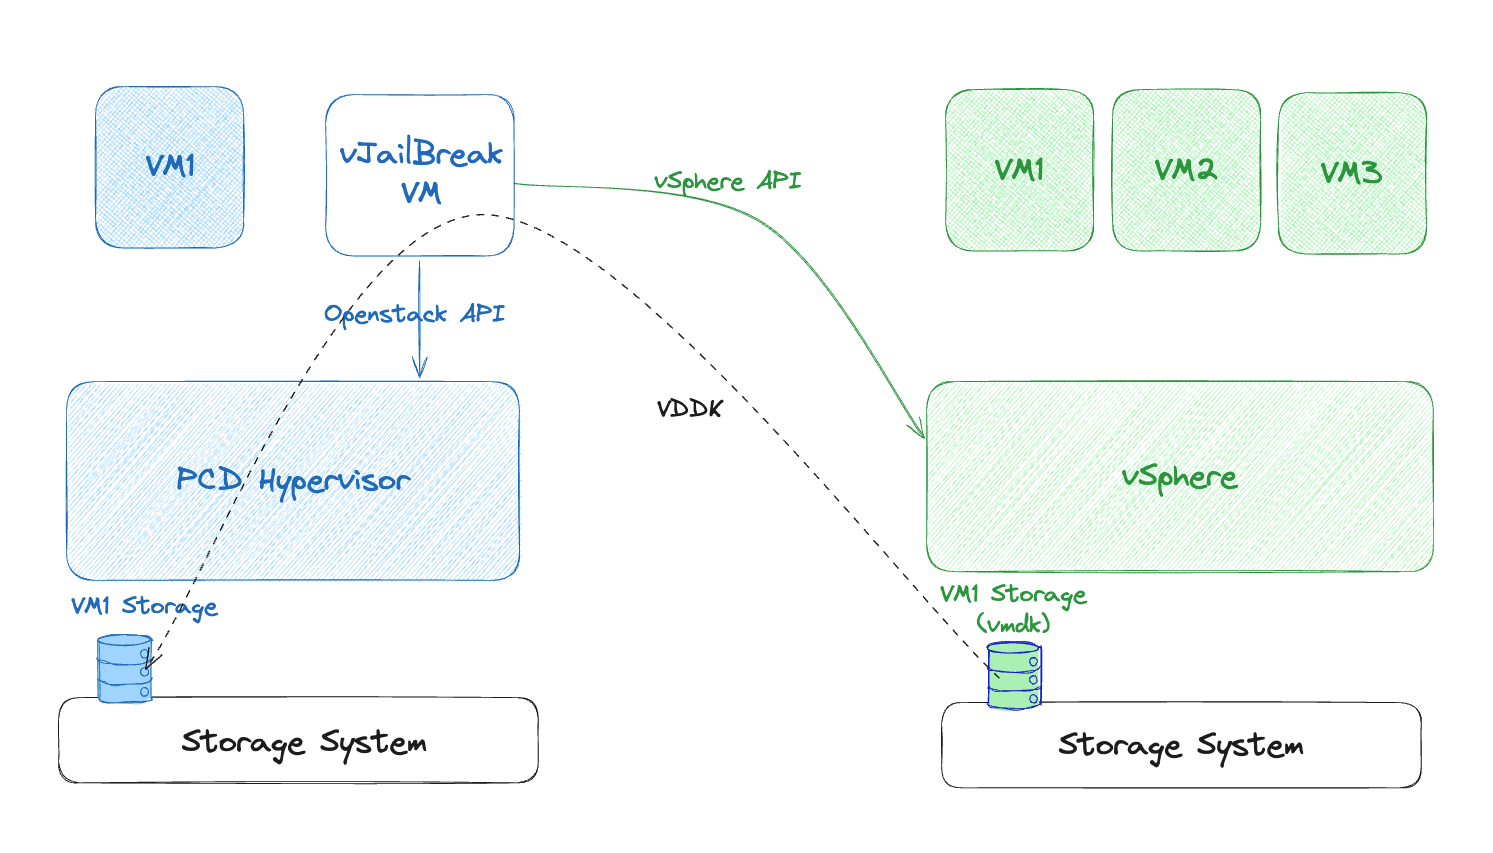 VM1
vJailBreak
VM
vSphere API
VM1
VM2
VM3
Openstack API
VDDK
PCD Hypervisor
vSphere
VM1 Storage
VM1 Storage
(vmdk)
Storage System
Storage System